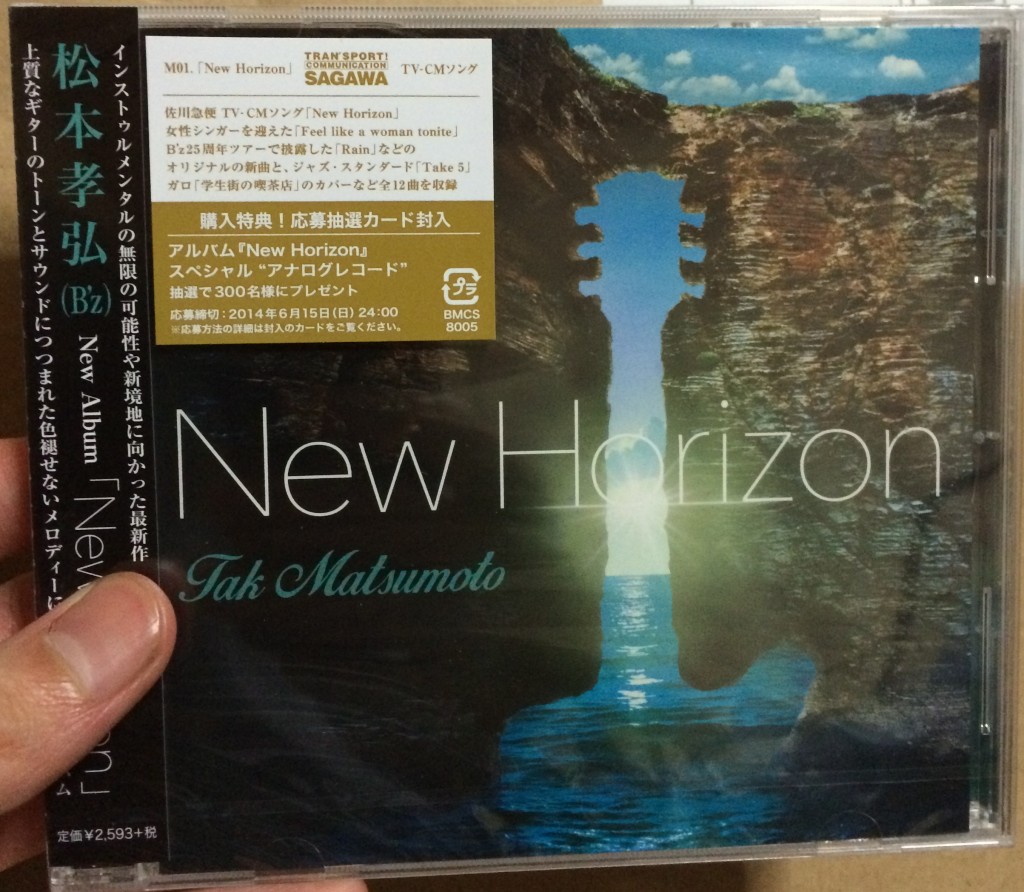 インストゥルメンタルの無限の可能性や新境地に向かった最新作
松本孝弘(B'z) New Album 「New
on」
上質なギターのトーンとサウンドにつつまれた色褪せないメロディーに
ム
定価¥2,593+税
M01.「New Horizon」 TRAN'SPORT! COMMUNICATION SAGAWA TV-CMソング
佐川急便 TV-CMソング「New Horizon」
女性シンガーを迎えた「Feel like a woman tonite」
B'z25周年ツアーで披露した「Rain」などの
オリジナルの新曲と、ジャズ・スタンダード「Take 5」
ガロ「学生街の喫茶店」のカバーなど全12曲を収録
購入特典！応募抽選カード封入
アルバム『New Horizon』
スペシャル “アナログレコード”
抽選で300名様にプレゼント
応募締切：2014年6月15日(日) 24:00
※応募方法の詳細は封入のカードをご覧ください。
プラ
BMCS
8005
New Horizon
Tak Matsumoto